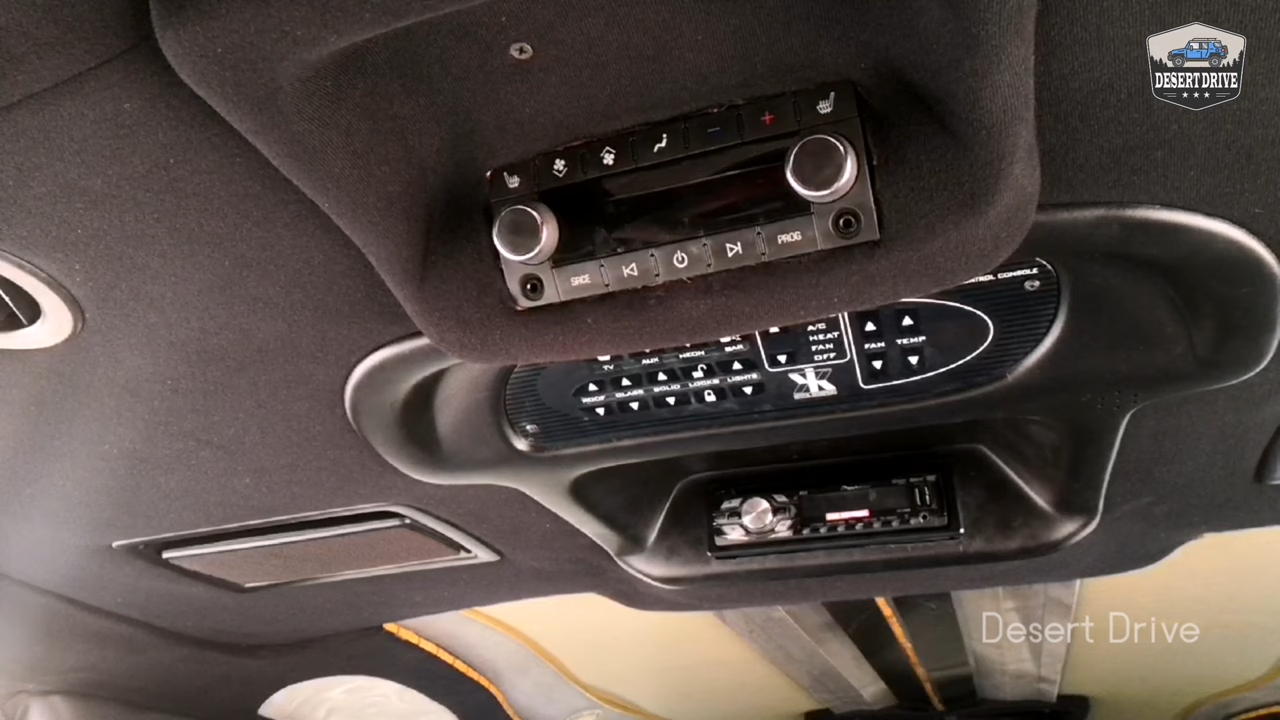 DESERT DRIVE
SRCE
PROG
CONTROL CONSOLE
A/C
HEAT
FAN
OFF
FAN TEMP
TV AUX NEON BAR
ROOF GLASS SOLID LOCKS LIGHTS
Desert Drive